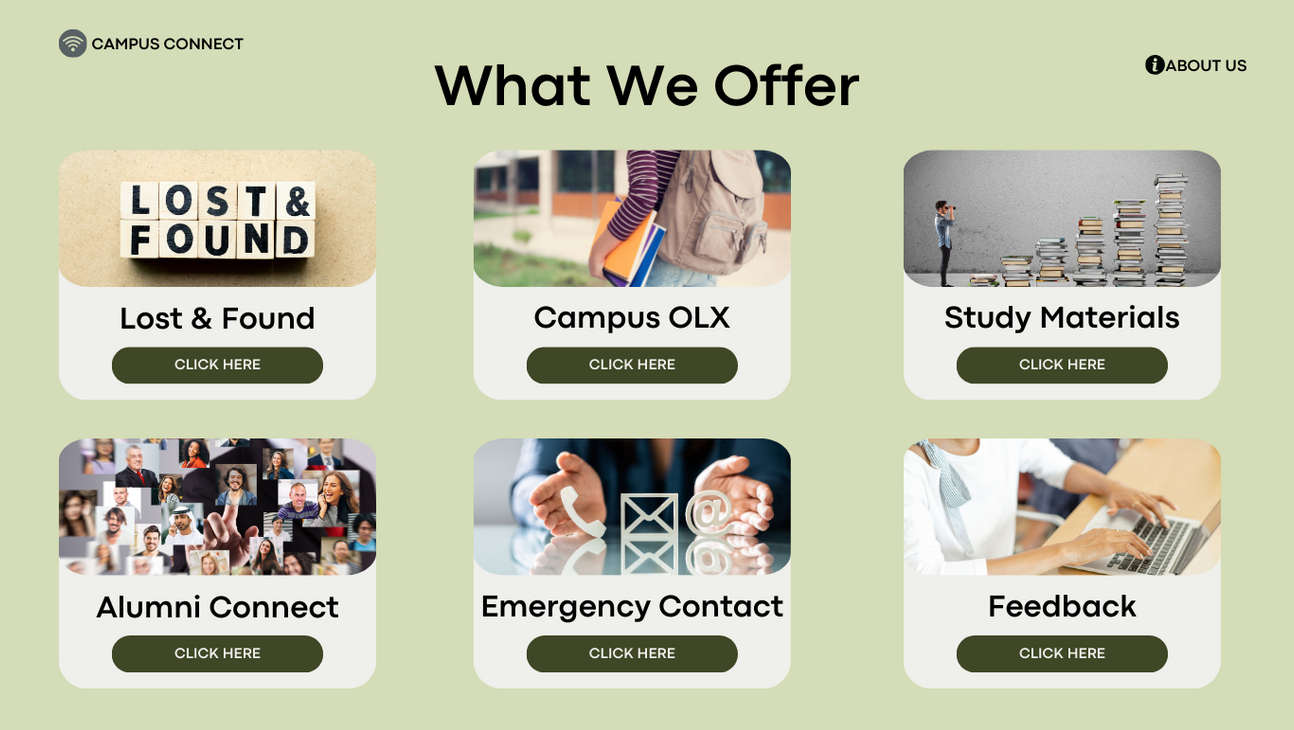 CAMPUS CONNECT
ABOUT US
What We Offer
LOST &
FOUND
Lost & Found
CLICK HERE
Campus OLX
CLICK HERE
Study Materials
CLICK HERE
Alumni Connect
CLICK HERE
@
Emergency Contact
CLICK HERE
Feedback
CLICK HERE